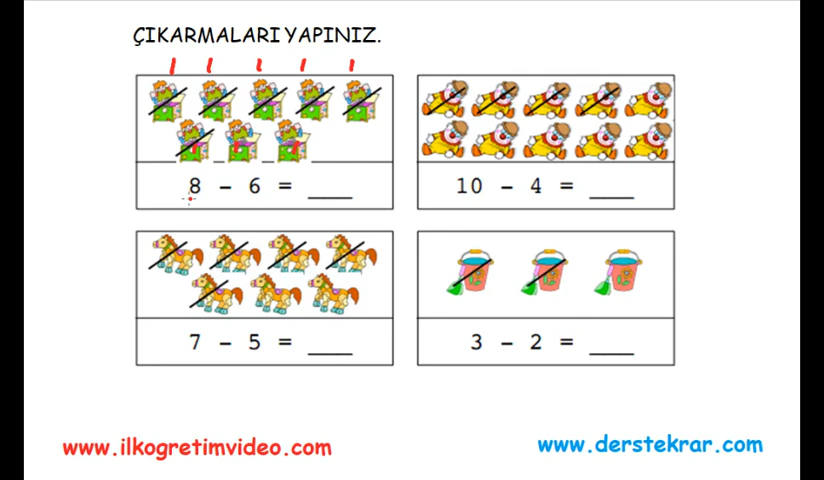 ÇIKARMALARI YAPINIZ.
8 - 6 = ____
10 - 4 = ____
7 - 5 = ____
3 - 2 = ____
www.ilkogretimvideo.com
www.derstekrar.com